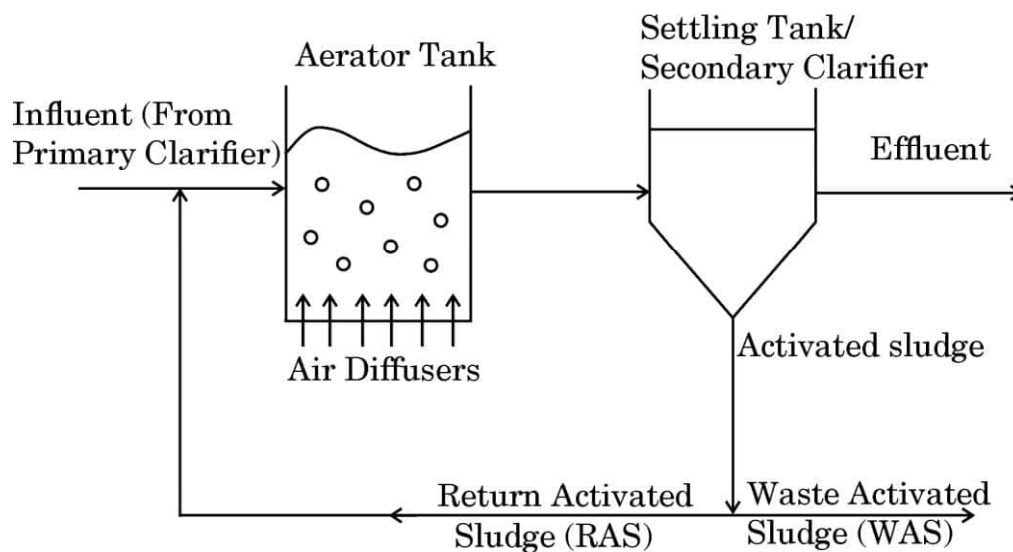 Settling Tank/
Secondary Clarifier
Aerator Tank
Influent (From
Primary Clarifier)
Effluent
Air Diffusers
Activated sludge
Return Activated
Sludge (RAS)
Waste Activated
Sludge (WAS)